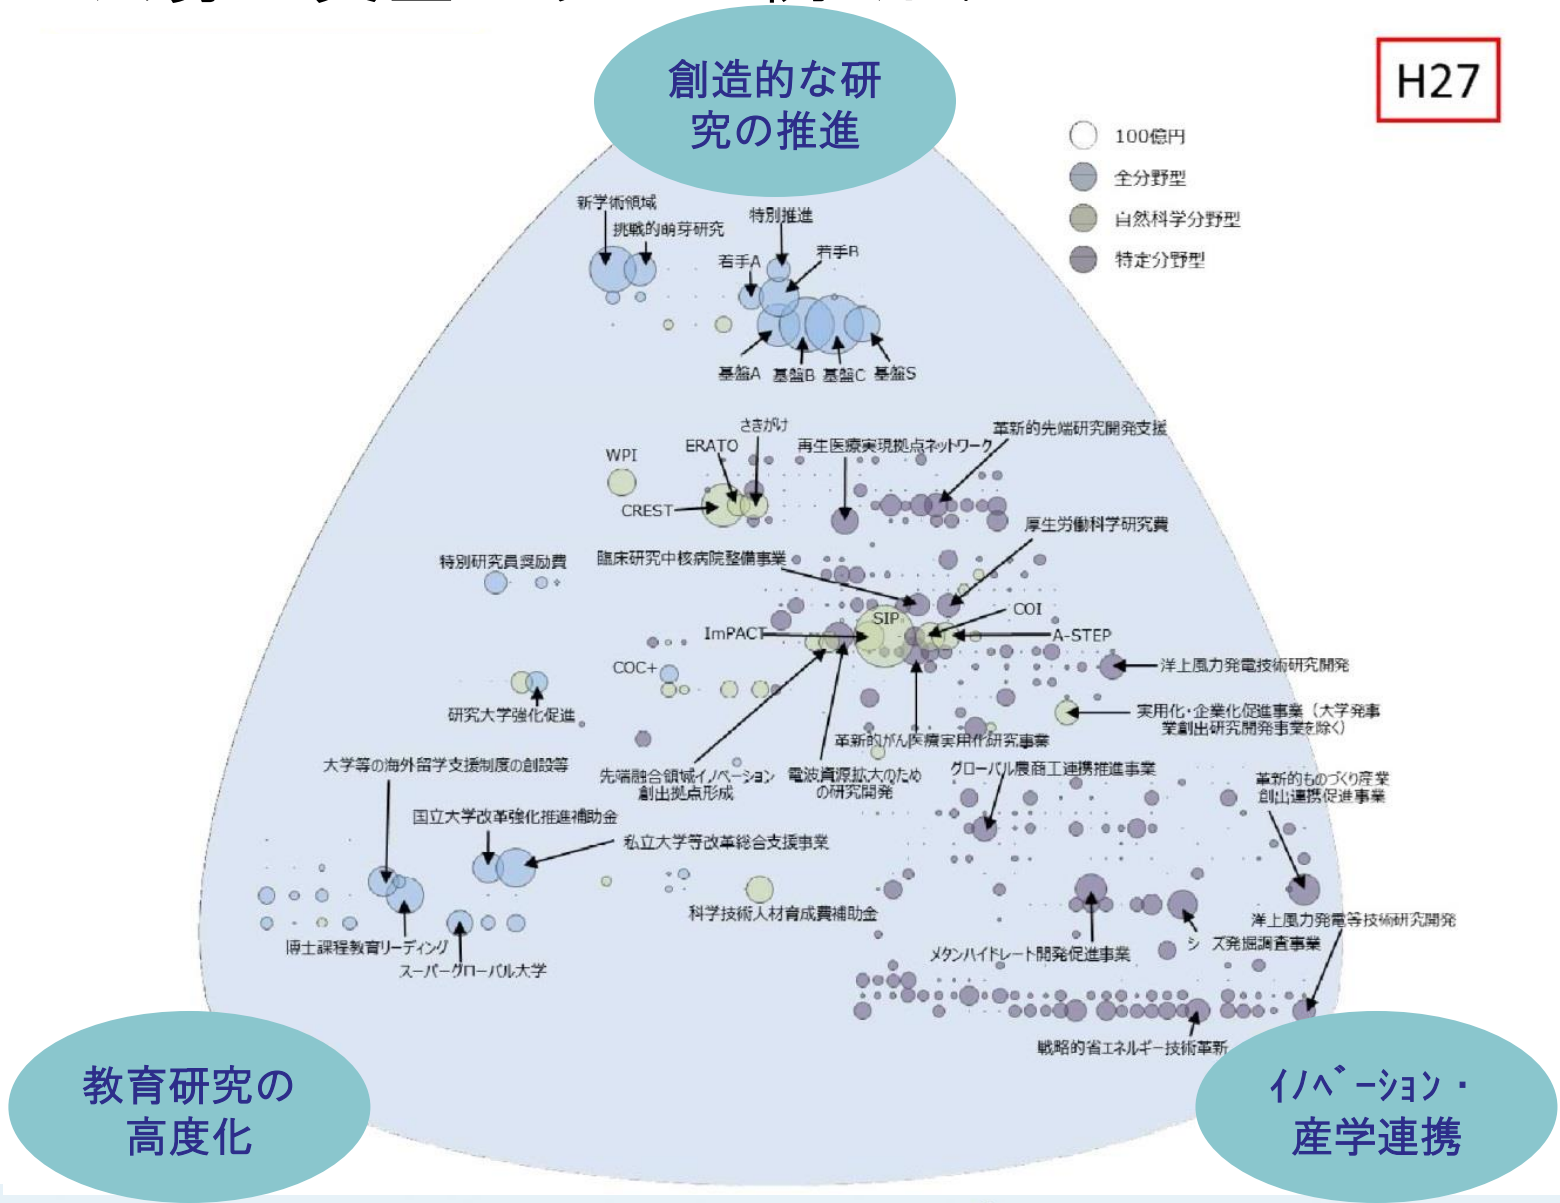 創造的な研
究の推進
H27
100億円
全分野型
自然科学分野型
特定分野型
新学術領域
挑戦的萌芽研究
特別推進
若手A
若手B
基盤A
基盤B
基盤C
基盤S
さきがけ
ERATO
WPI
CREST
再生医療実現拠点ネットワーク
革新的先端研究開発支援
厚生労働科学研究費
特別研究員奨励費
臨床研究中核病院整備事業
SIP
COI
ImPACT
A-STEP
COC+
洋上風力発電技術研究開発
研究大学強化促進
実用化・企業化促進事業（大学発事
業創出研究開発事業を除く）
革新的がん医療実用化研究事業
大学等の海外留学支援制度の創設等
先端融合領域イノベーション
創出拠点形成
電波資源拡大のため
の研究開発
グローバル農商工連携推進事業
革新的ものづくり産業
創出連携促進事業
国立大学改革強化推進補助金
私立大学等改革総合支援事業
科学技術人材育成費補助金
洋上風力発電等技術研究開発
博士課程教育リーディング
スーパーグローバル大学
メタンハイドレート開発促進事業
シ ズ発掘調査事業
戦略的省エネルギー技術革新
教育研究の
高度化
ｲﾉﾍﾞｰｼｮﾝ・
産学連携